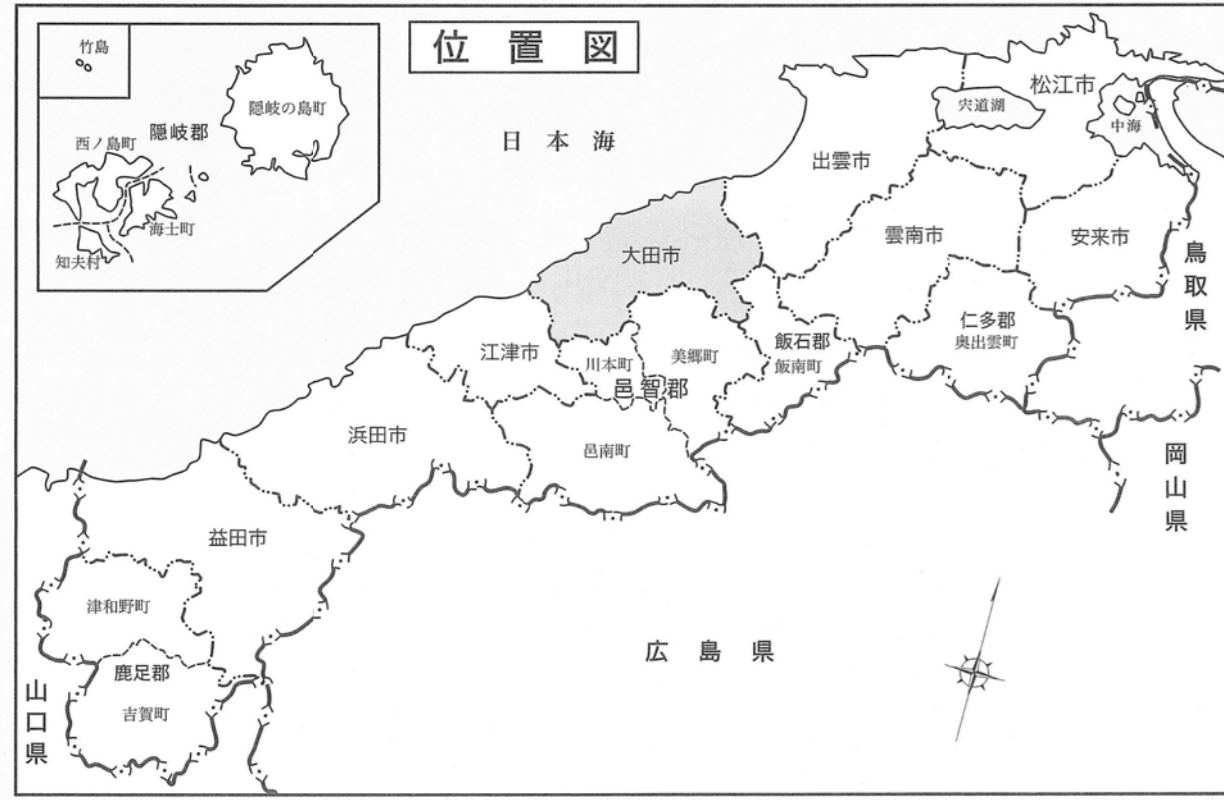 位置図
竹島
隠岐の島町
隠岐郡
西ノ島町
海士町
知夫村
日本海
松江市
宍道湖
中海
出雲市
雲南市
安来市
鳥取県
大田市
仁多郡
奥出雲町
飯石郡
飯南町
江津市
川本町
美郷町
邑智郡
浜田市
邑南町
岡山県
益田市
津和野町
広島県
鹿足郡
吉賀町
山口県